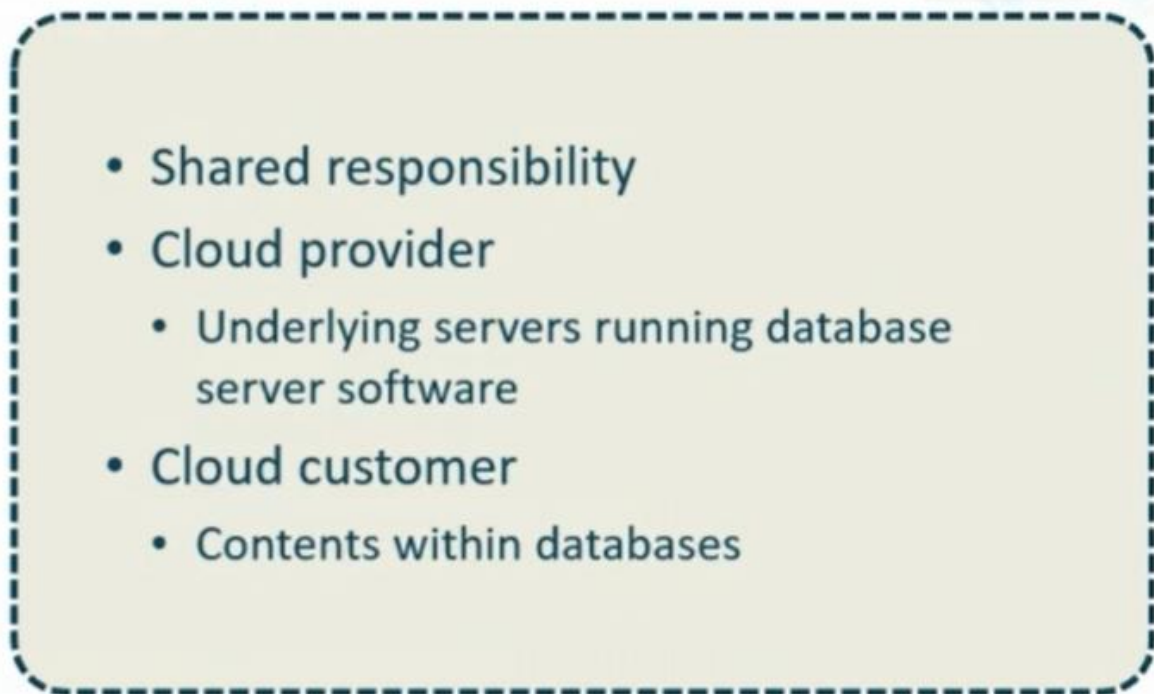 • Shared responsibility
• Cloud provider
• Underlying servers running database
server software
• Cloud customer
• Contents within databases